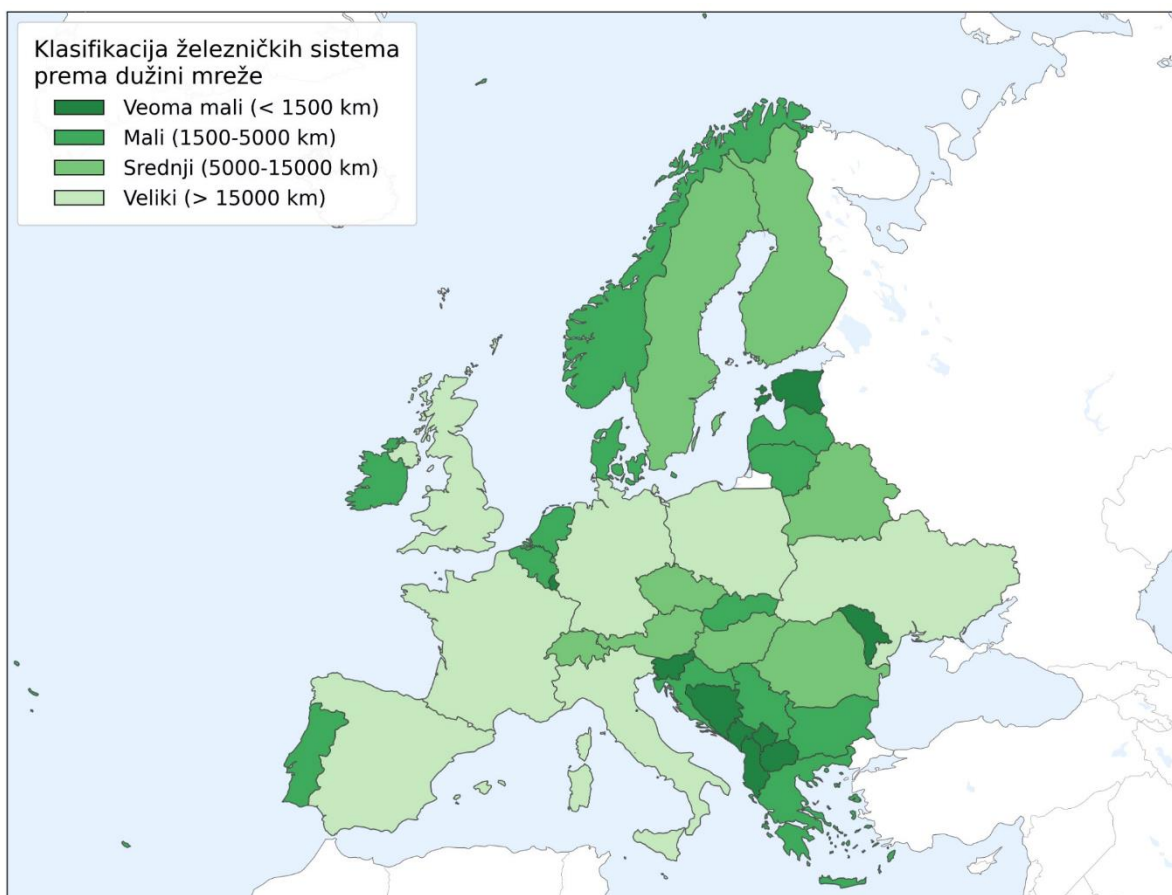 Klasifikacija železničkih sistema
prema dužini mreže
Veoma mali (< 1500 km)
Mali (1500-5000 km)
Srednji (5000-15000 km)
Veliki (> 15000 km)